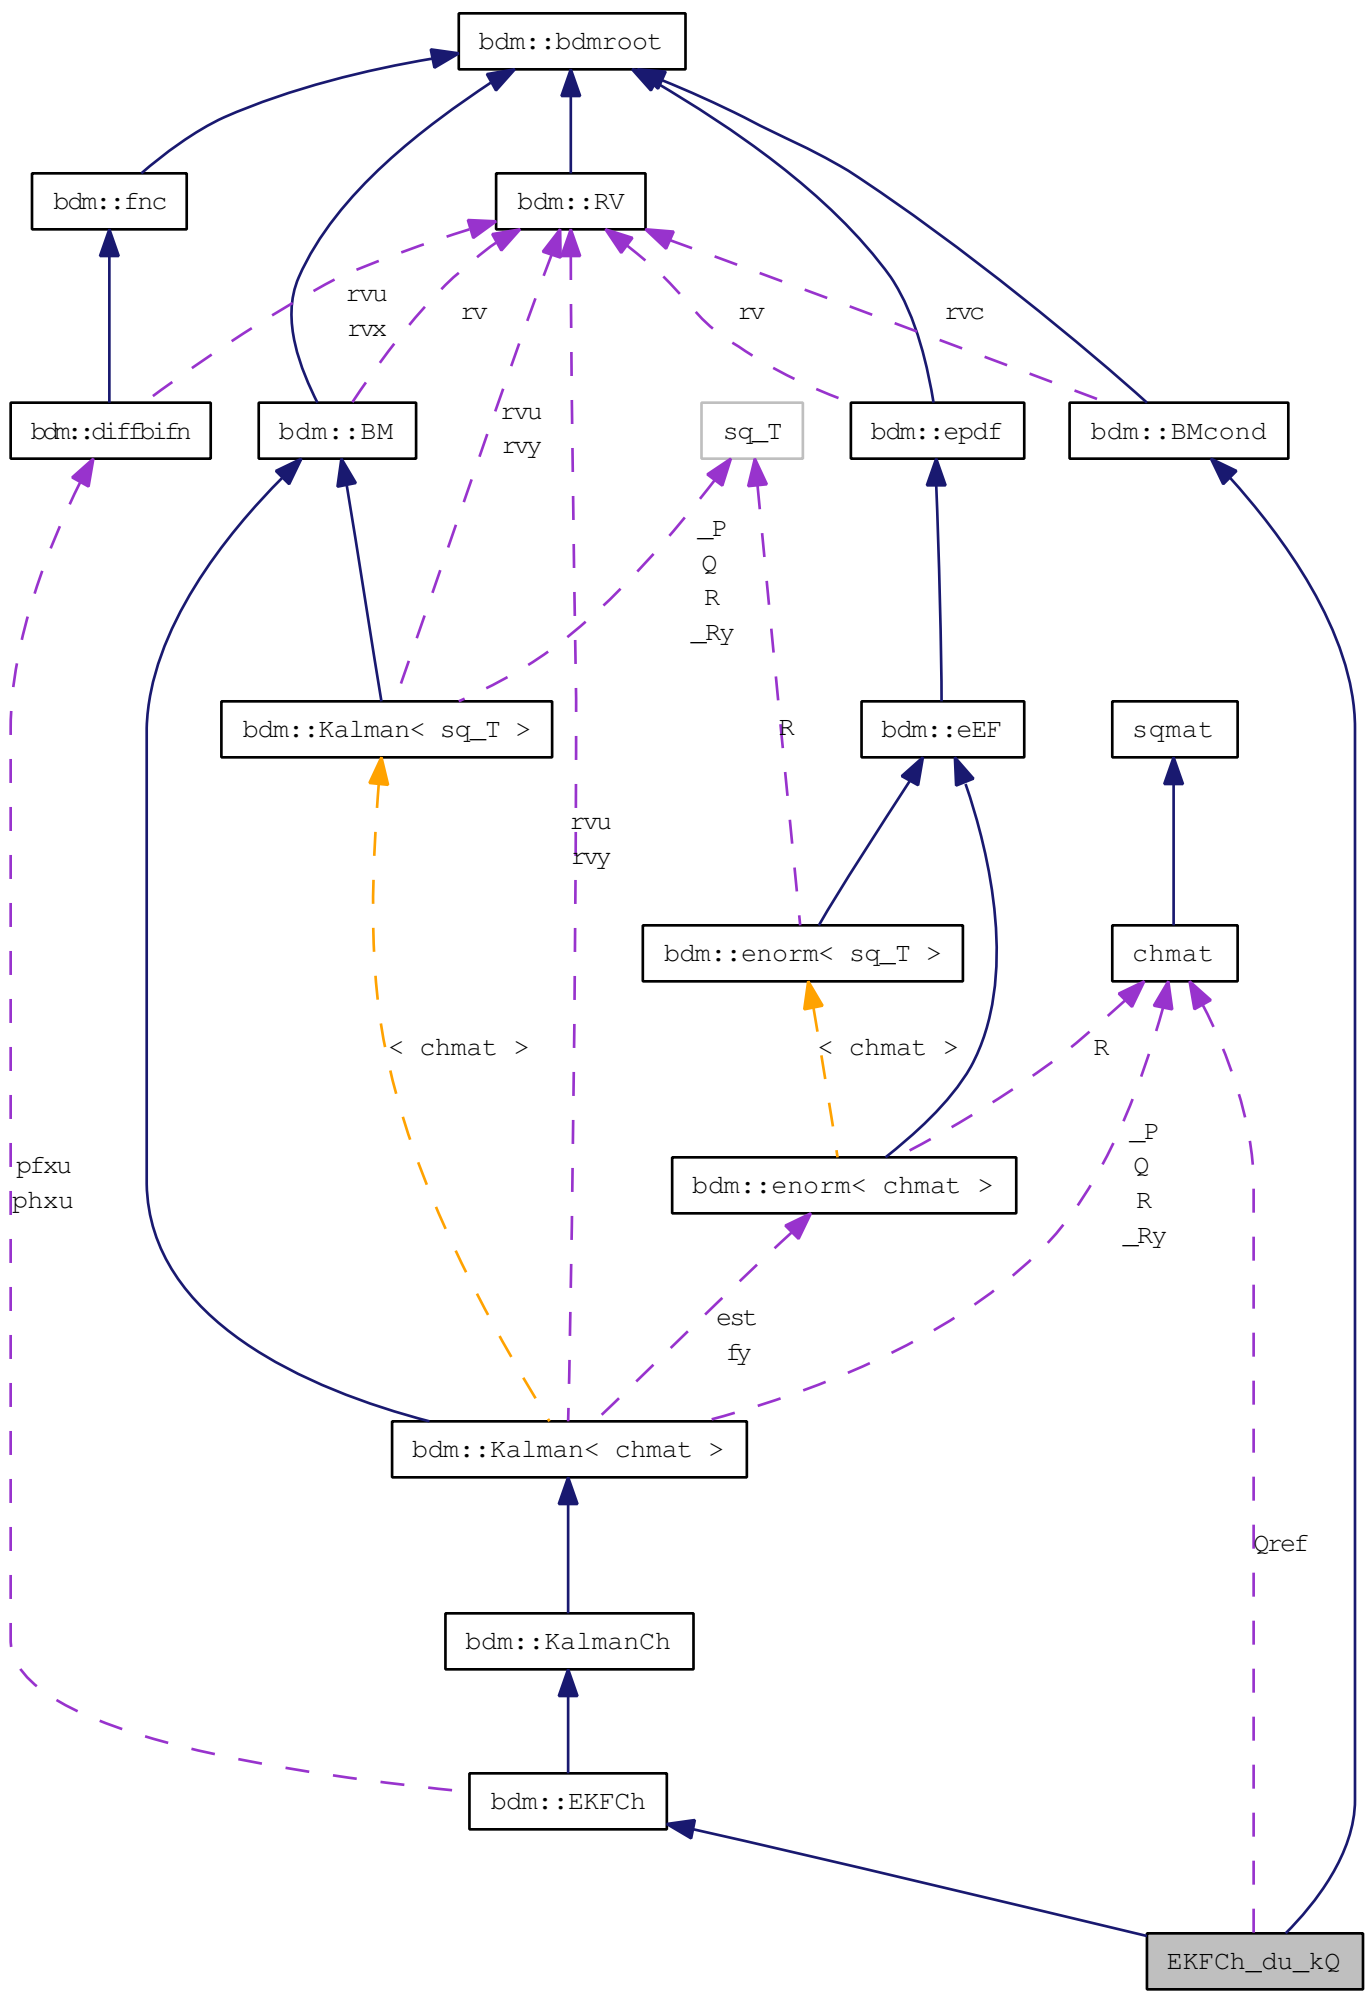 bdm::bdmroot
bdm::fnc
bdm::RV
rvu
rvx
rv
rv
rvc
bdm::diffbifn
bdm::BM
rvu
rvy
sq_T
bdm::epdf
bdm::BMcond
_P
Q
R
_Ry
bdm::Kalman< sq_T >
R
bdm::eEF
sqmat
rvu
rvy
bdm::enorm< sq_T >
chmat
< chmat >
< chmat >
R
pfxu
phxu
bdm::enorm< chmat >
_P
Q
R
_Ry
est
fy
bdm::Kalman< chmat >
Qref
bdm::KalmanCh
bdm::EKFCh
EKFCh_du_kQ